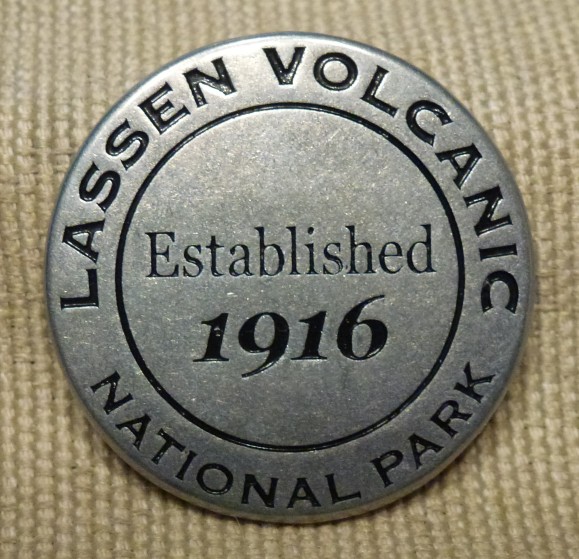 LASSEN VOLCANIC
Established
1916
NATIONAL PARK